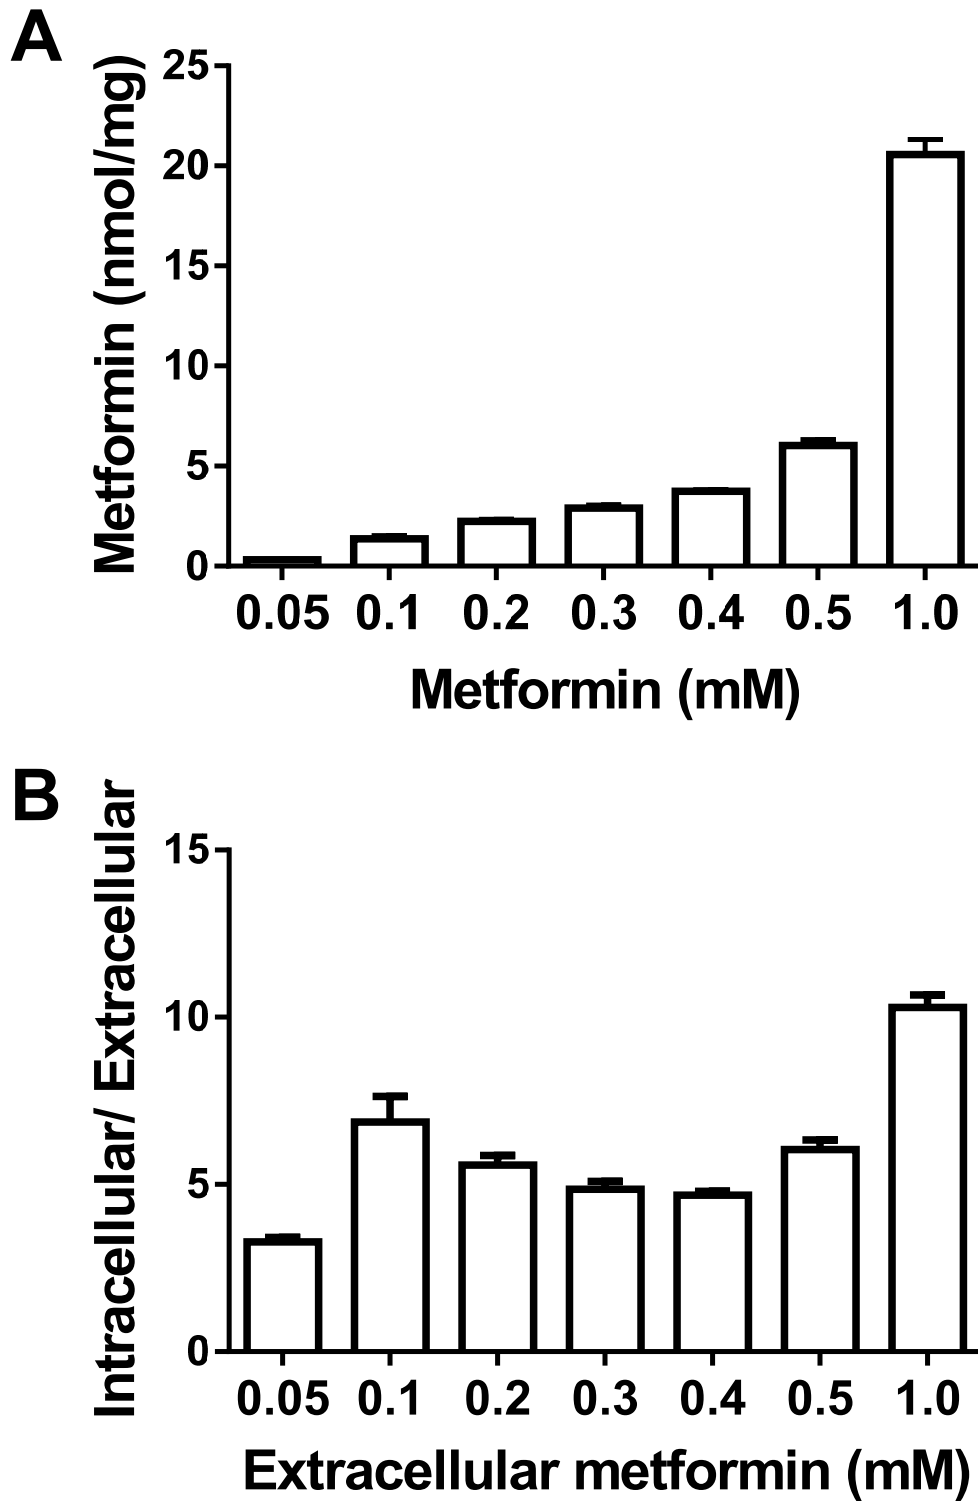 A
Metformin (nmol/mg)
25
20
15
10
5
0
0.05 0.1 0.2 0.3 0.4 0.5 1.0
Metformin (mM)
B
Intracellular/ Extracellular
15
10
5
0
0.05 0.1 0.2 0.3 0.4 0.5 1.0
Extracellular metformin (mM)